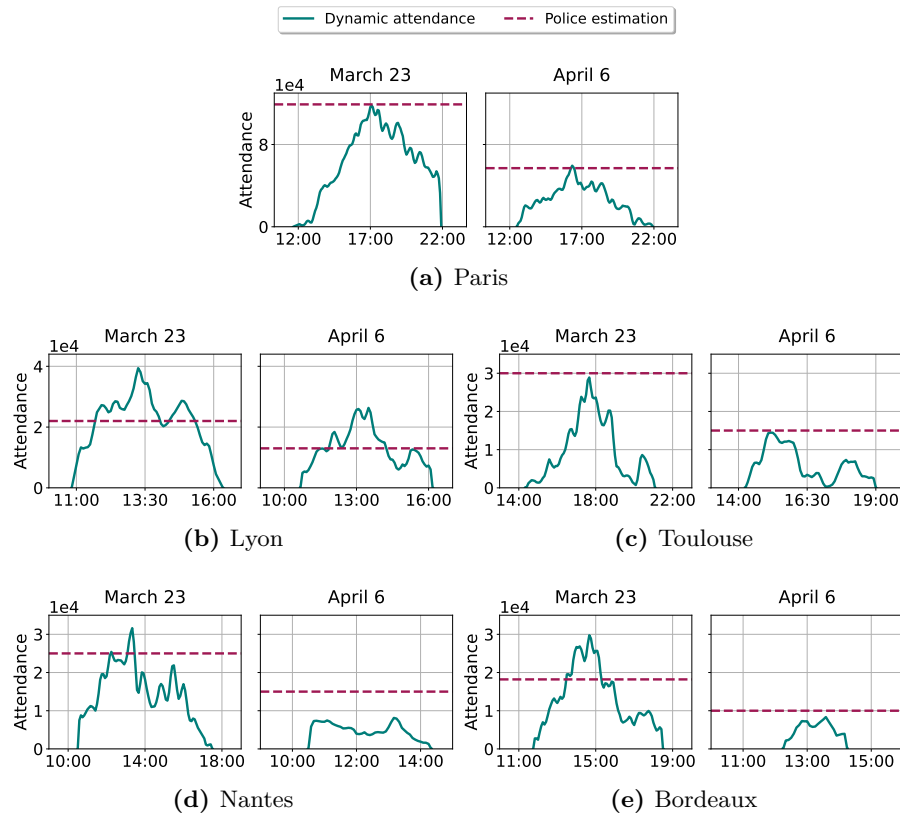 Dynamic attendance Police estimation
March 23 April 6
1e4
Attendance
8
0
12:00 17:00 22:00 12:00 17:00 22:00
(a) Paris
March 23 April 6 March 23 April 6
1e4 1e4
Attendance Attendance
4
2
0
3
2
1
0
11:00 13:30 16:00 10:00 13:00 16:00 14:00 18:00 22:00 14:00 16:30 19:00
(b) Lyon (c) Toulouse
March 23 April 6 March 23 April 6
1e4 1e4
Attendance Attendance
3 3
2 2
1 1
0 0
10:00 14:00 18:00 10:00 12:00 14:00 11:00 15:00 19:00 11:00 13:00 15:00
(d) Nantes (e) Bordeaux